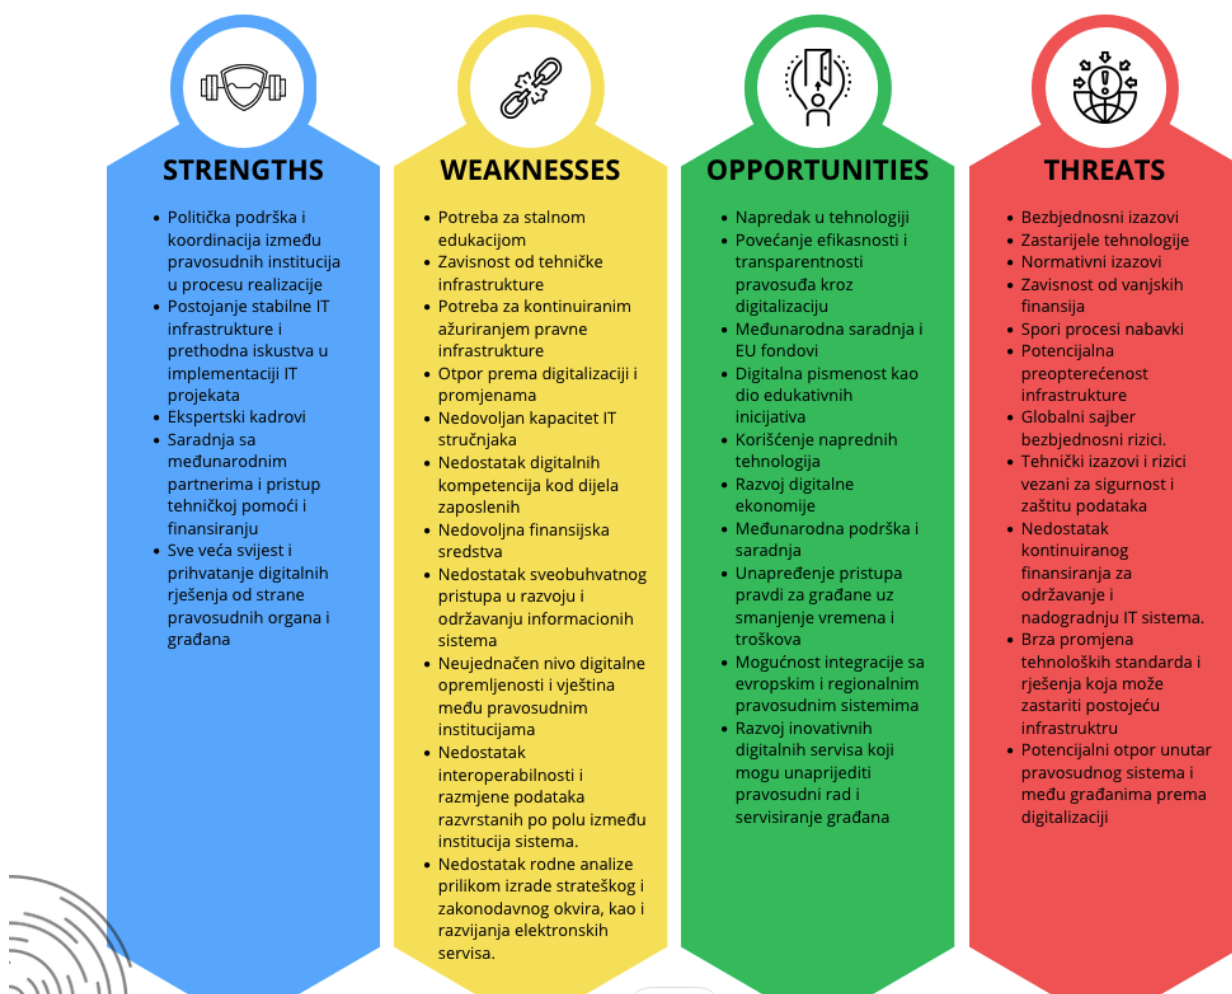 STRENGTHS
• Politička podrška i
koordinacija između
pravosudnih institucija
u procesu realizacije
• Postojanje stabilne IT
infrastrukture i
prethodna iskustva u
implementaciji IT
projekata
• Ekspertski kadrovi
• Saradnja sa
međunarodnim
partnerima i pristup
tehničkoj pomoći i
finansiranju
• Sve veća svijest i
prihvatanje digitalnih
rješenja od strane
pravosudnih organa i
građana
WEAKNESSES
• Potreba za stalnom
edukacijom
• Zavisnost od tehničke
infrastrukture
• Potreba za kontinuiranim
ažuriranjem pravne
infrastrukture
• Otpor prema digitalizaciji i
promjenama
• Nedovoljan kapacitet IT
stručnjaka
• Nedostatak digitalnih
kompetencija kod dijela
zaposlenih
• Nedovoljna finansijska
sredstva
• Nedostatak sveobuhvatnog
pristupa u razvoju i
održavanju informacionih
sistema
• Neujednačen nivo digitalne
opremljenosti i vještina
među pravosudnim
institucijama
• Nedostatak
interoperabilnosti i
razmjene podataka
razvrstanih po polu između
institucija sistema.
• Nedostatak rodne analize
prilikom izrade strateškog i
zakonodavnog okvira, kao i
razvijanja elektronskih
servisa.
OPPORTUNITIES
• Napredak u tehnologiji
• Povećanje efikasnosti i
transparentnosti
pravosuđa kroz
digitalizaciju
• Međunarodna saradnja i
EU fondovi
• Digitalna pismenost kao
dio edukativnih
inicijativa
• Korišćenje naprednih
tehnologija
• Razvoj digitalne
ekonomije
• Međunarodna podrška i
saradnja
• Unapređenje pristupa
pravdi za građane uz
smanjenje vremena i
troškova
• Mogućnost integracije sa
evropskim i regionalnim
pravosudnim sistemima
• Razvoj inovativnih
digitalnih servisa koji
mogu unaprijediti
pravosudni rad i
servisiranje građana
THREATS
• Bezbjednosni izazovi
• Zastarijele tehnologije
• Normativni izazovi
• Zavisnost od vanjskih
finansija
• Spori procesi nabavki
• Potencijalna
preopterećenost
infrastrukture
• Globalni sajber
bezbjednosni rizici.
• Tehnički izazovi i rizici
vezani za sigurnost i
zaštitu podataka
• Nedostatak
kontinuiranog
finansiranja za
održavanje i
nadogradnju IT sistema.
• Brza promjena
tehnoloških standarda i
rješenja koja može
zastariti postojeću
infrastruktru
• Potencijalni otpor unutar
pravosudnog sistema i
među građanima prema
digitalizaciji